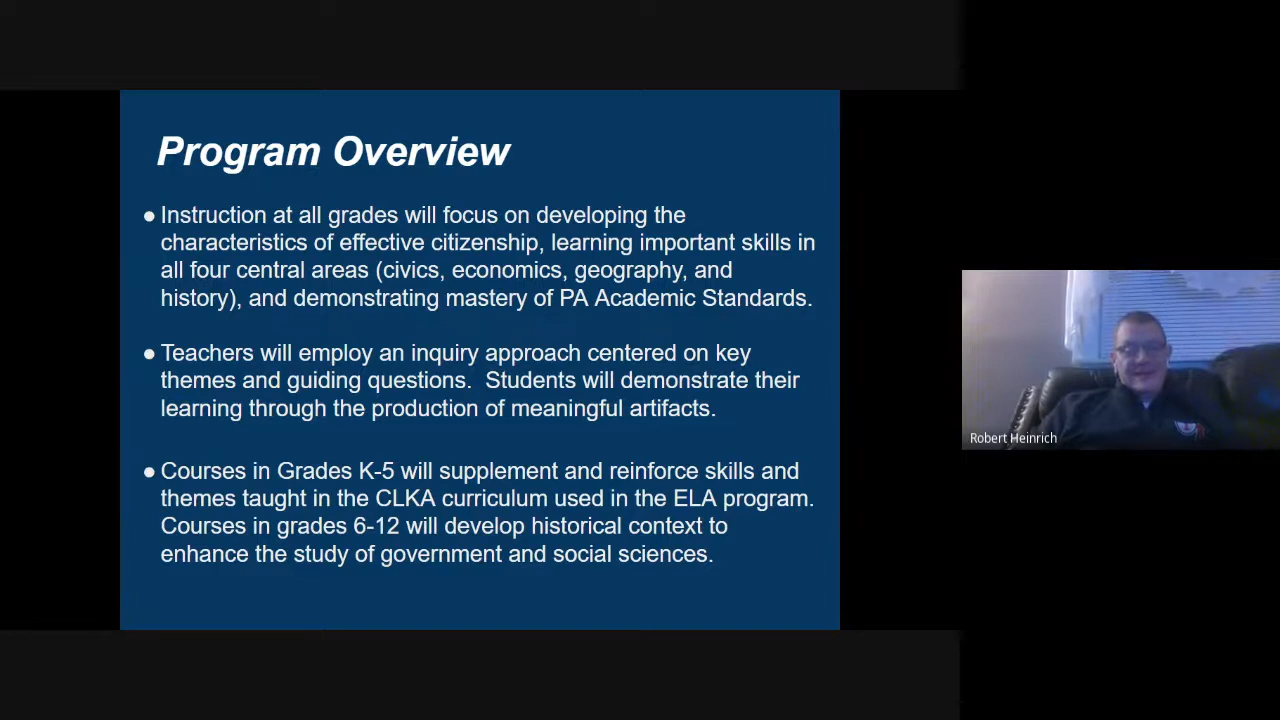 Program Overview
● Instruction at all grades will focus on developing the
characteristics of effective citizenship, learning important skills in
all four central areas (civics, economics, geography, and
history), and demonstrating mastery of PA Academic Standards.
● Teachers will employ an inquiry approach centered on key
themes and guiding questions.  Students will demonstrate their
learning through the production of meaningful artifacts.
● Courses in Grades K-5 will supplement and reinforce skills and
themes taught in the CLKA curriculum used in the ELA program.
Courses in grades 6-12 will develop historical context to
enhance the study of government and social sciences.
Robert Heinrich